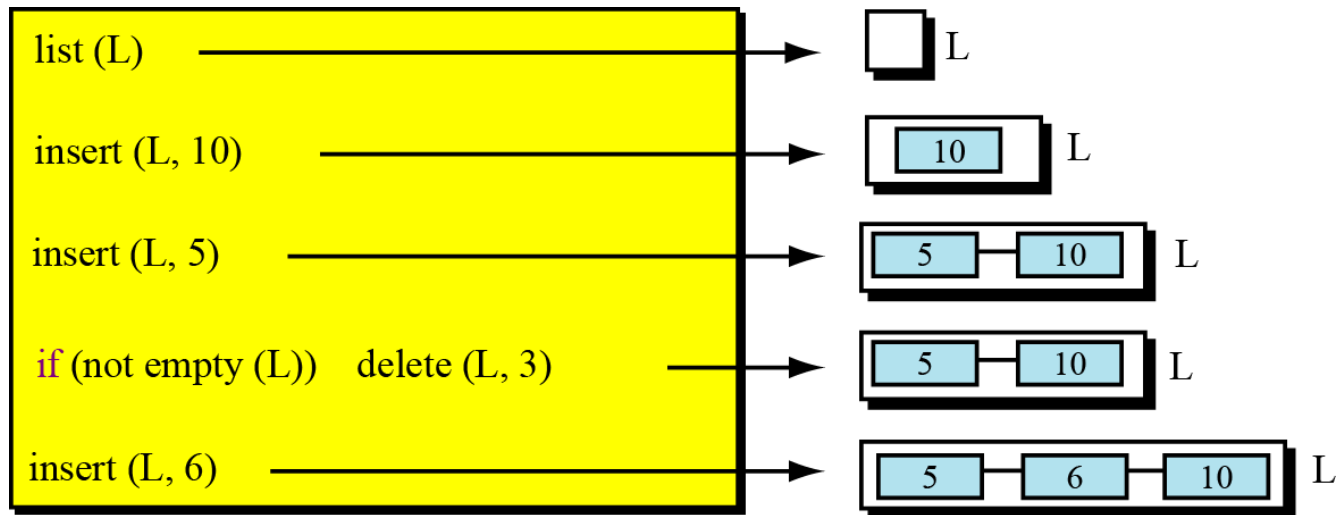 list (L) L
insert (L, 10) 10 L
insert (L, 5) 5 10 L
if (not empty (L)) delete (L, 3) 5 10 L
insert (L, 6) 5 6 10 L